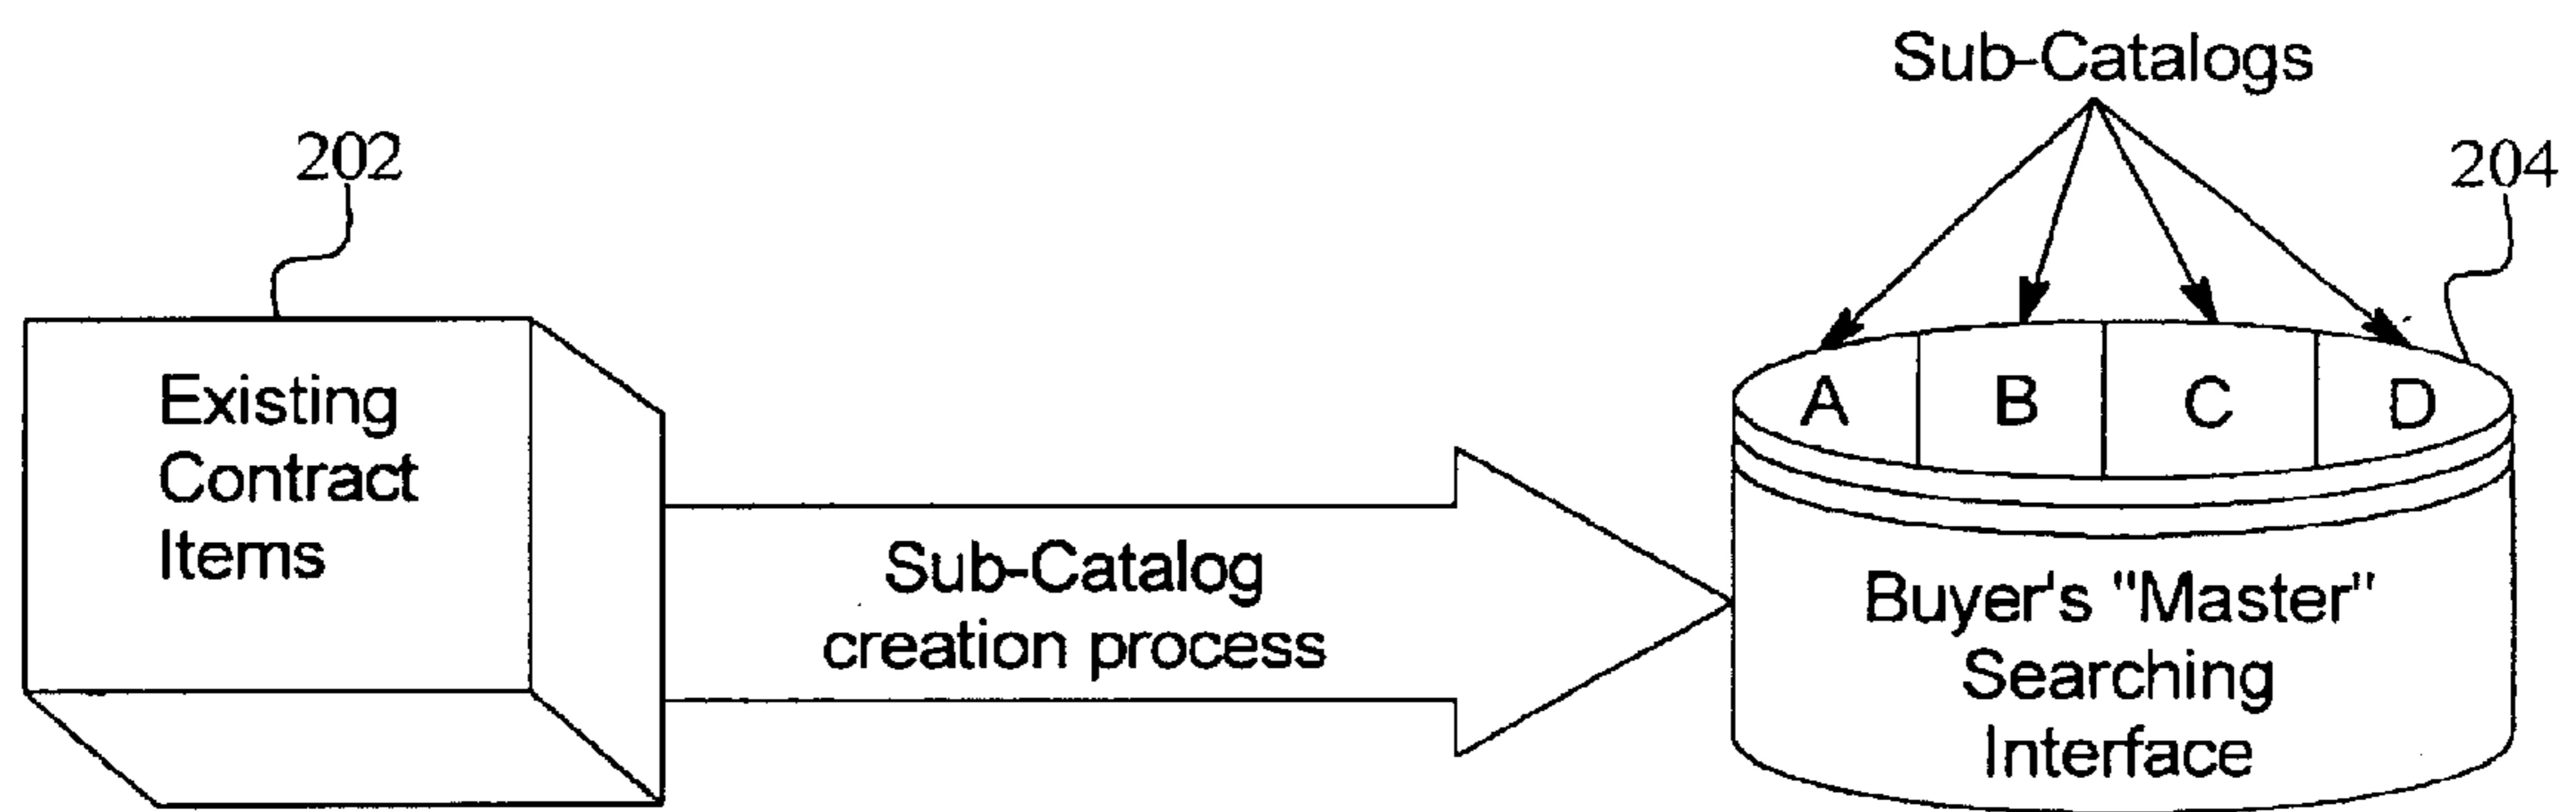 Sub-Catalogs
202
204
A B C D
Existing
Contract
Items
Sub-Catalog
creation process
Buyer's "Master"
Searching
Interface